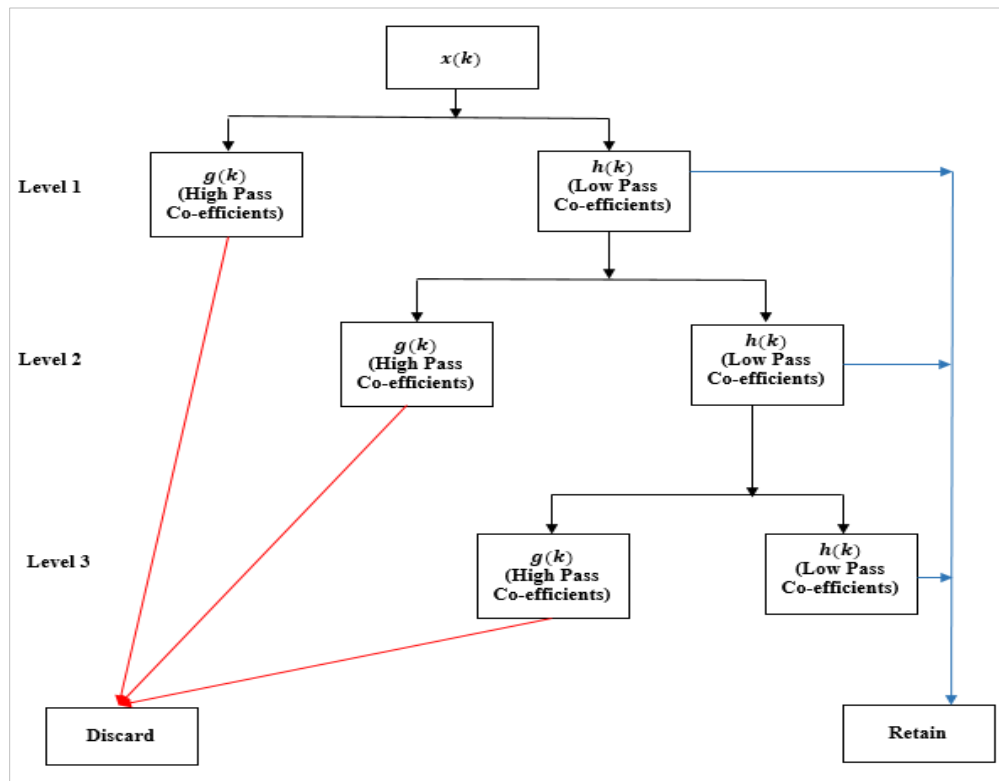 x(k)
Level 1
g(k)
(High Pass
Co-efficients)
h(k)
(Low Pass
Co-efficients)
Level 2
g(k)
(High Pass
Co-efficients)
h(k)
(Low Pass
Co-efficients)
Level 3
g(k)
(High Pass
Co-efficients)
h(k)
(Low Pass
Co-efficients)
Discard
Retain